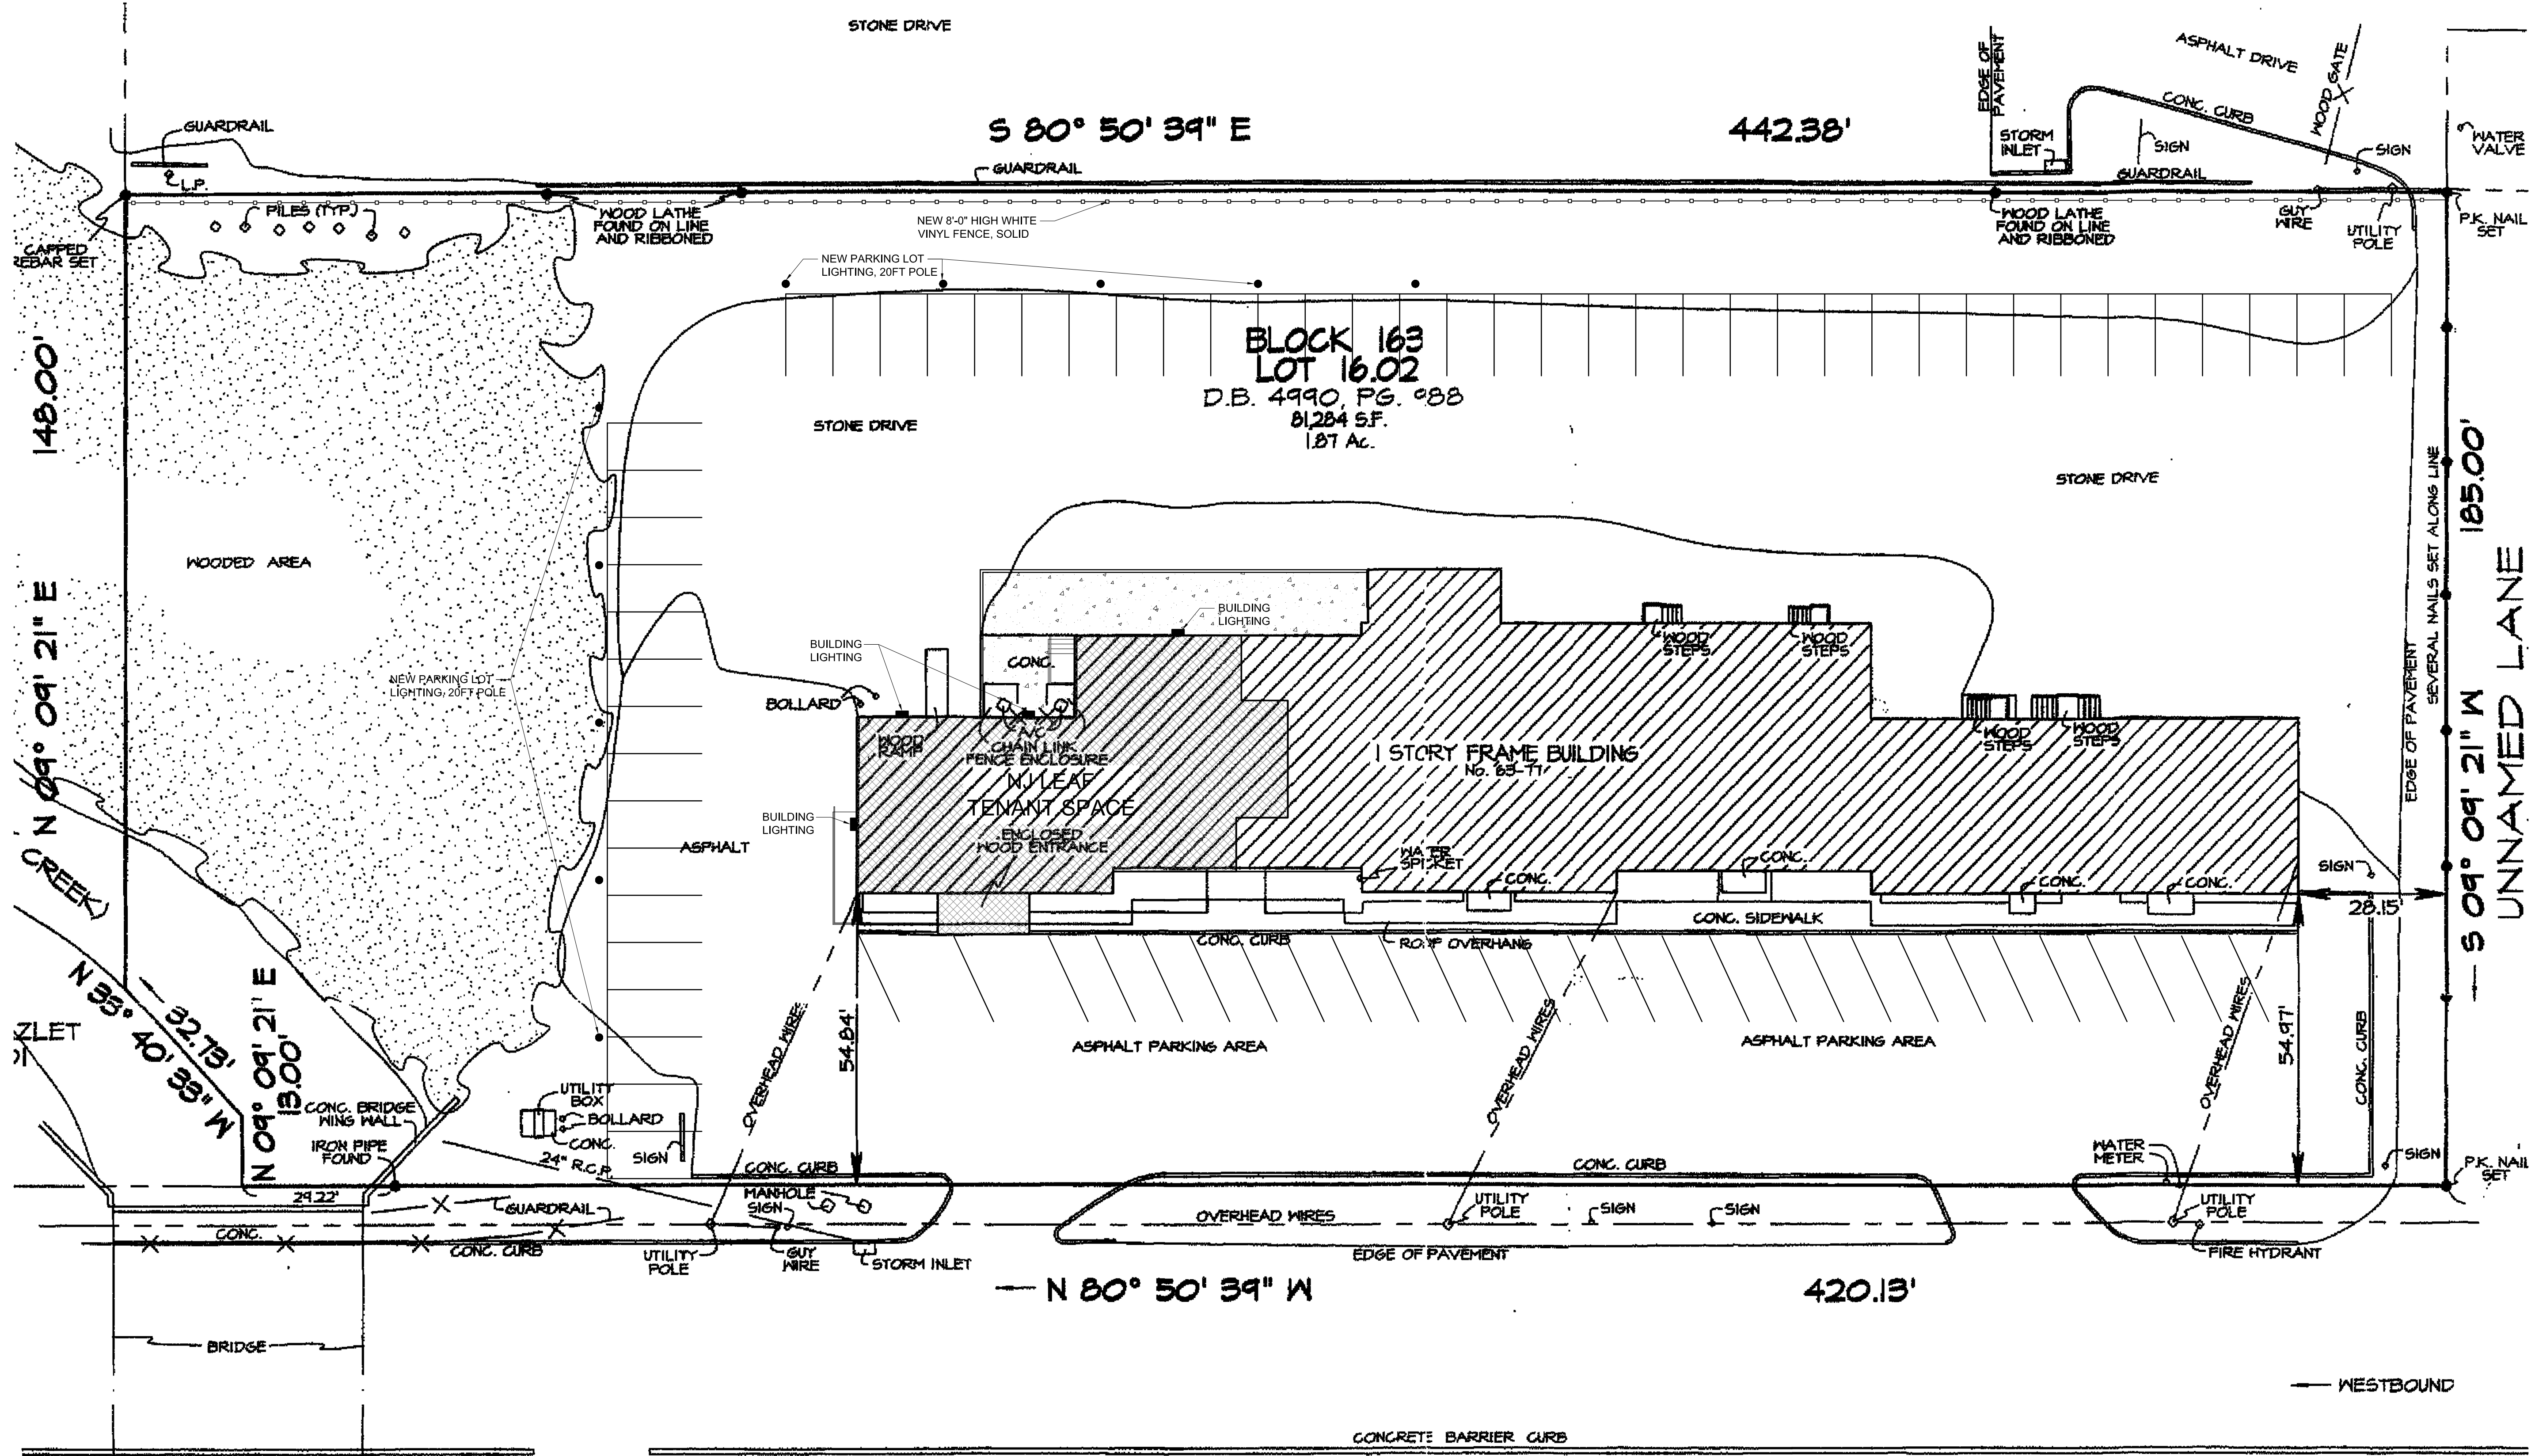 STONE DRIVE
EDGE OF
PAVEMENT
ASPHALT DRIVE
WOOD GATE
CONC. CURB
GUARDRAIL
S 80° 50' 39" E
442.38'
STORM
INLET
SIGN
SIGN
WATER
VALVE
L.P.
GUARDRAIL
GUARDRAIL
PILES (TYP.)
WOOD LATHE
FOUND ON LINE
AND RIBBONED
NEW 8'-0" HIGH WHITE
VINYL FENCE, SOLID
WOOD LATHE
FOUND ON LINE
AND RIBBONED
GUY
WIRE
UTILITY
POLE
P.K. NAIL
SET
CAPPED
REBAR SET
NEW PARKING LOT
LIGHTING, 20FT POLE
BLOCK 163
LOT 16.02
D.B. 4990, PG. 988
81,284 S.F.
1.87 Ac.
148.00'
N 09° 09' 21" E
STONE DRIVE
STONE DRIVE
185.00'
S 09° 09' 21" W
SEVERAL NAILS SET ALONG LINE
EDGE OF PAVEMENT
UNNAMED LANE
WOODED AREA
BUILDING
LIGHTING
BUILDING
LIGHTING
CONC.
WOOD
STEPS
WOOD
STEPS
NEW PARKING LOT
LIGHTING, 20FT POLE
BOLLARD
WOOD
RAMP
A/C
CHAIN LINK
FENCE ENCLOSURE
NJ LEAF
TENANT SPACE
ENCLOSED
WOOD ENTRANCE
1 STORY FRAME BUILDING
No. 63-77
WOOD
STEPS
WOOD
STEPS
BUILDING
LIGHTING
ASPHALT
WATER
SPICKET
CONC.
CONC.
CONC.
CONC.
SIGN
28.15'
CONC. SIDEWALK
CONC. CURB
ROOF OVERHANG
CREEK)
N 33° 40' 33" W
32.73'
N 09° 09' 21" E
13.00'
ZLET
OVERHEAD WIRES
54.84'
ASPHALT PARKING AREA
OVERHEAD WIRES
ASPHALT PARKING AREA
OVERHEAD WIRES
54.97'
CONC. CURB
UTILITY
BOX
BOLLARD
CONC.
CONC. BRIDGE
WING WALL
IRON PIPE
FOUND
24" R.C.P.
SIGN
CONC. CURB
CONC. CURB
WATER
METER
SIGN
P.K. NAIL
SET
29.22'
MANHOLE
SIGN
GUARDRAIL
UTILITY
POLE
SIGN
SIGN
UTILITY
POLE
OVERHEAD WIRES
CONC.
CONC. CURB
UTILITY
POLE
GUY
WIRE
STORM INLET
EDGE OF PAVEMENT
FIRE HYDRANT
N 80° 50' 39" W
420.13'
BRIDGE
WESTBOUND
CONCRETE BARRIER CURB